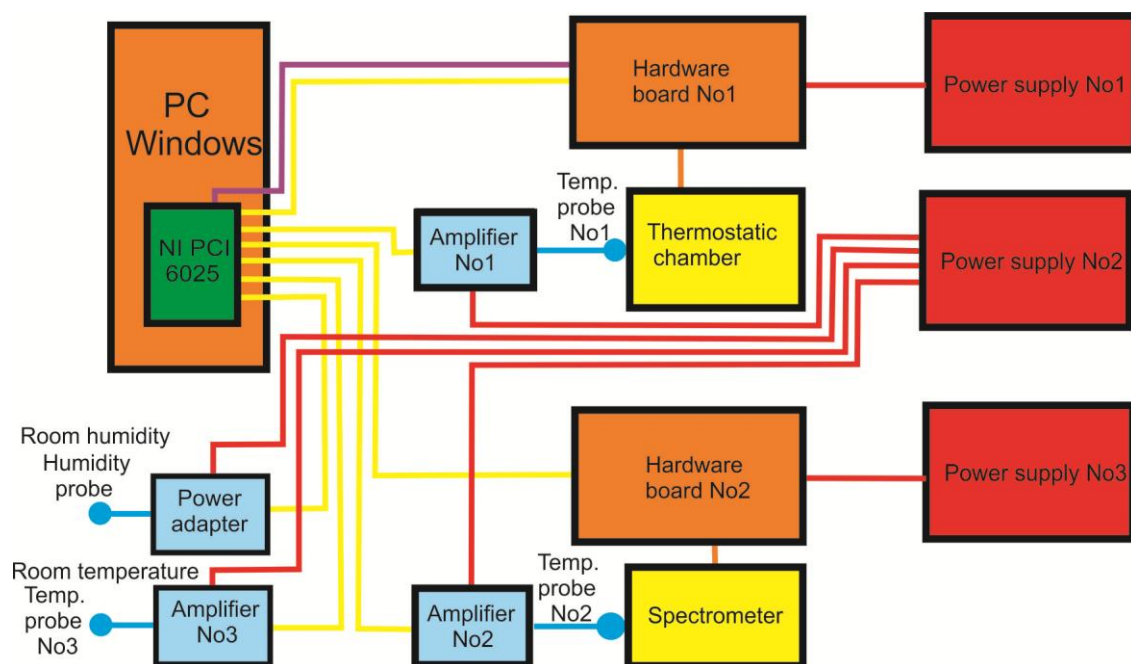 PC
Windows
NI PCI
6025
Hardware
board No1
Power supply No1
Temp.
probe
No1
Amplifier
No1
Thermostatic
chamber
Power supply No2
Room humidity
Humidity
probe
Power
adapter
Hardware
board No2
Power supply No3
Room temperature
Temp.
probe
No3
Amplifier
No3
Amplifier
No2
Temp.
probe
No2
Spectrometer